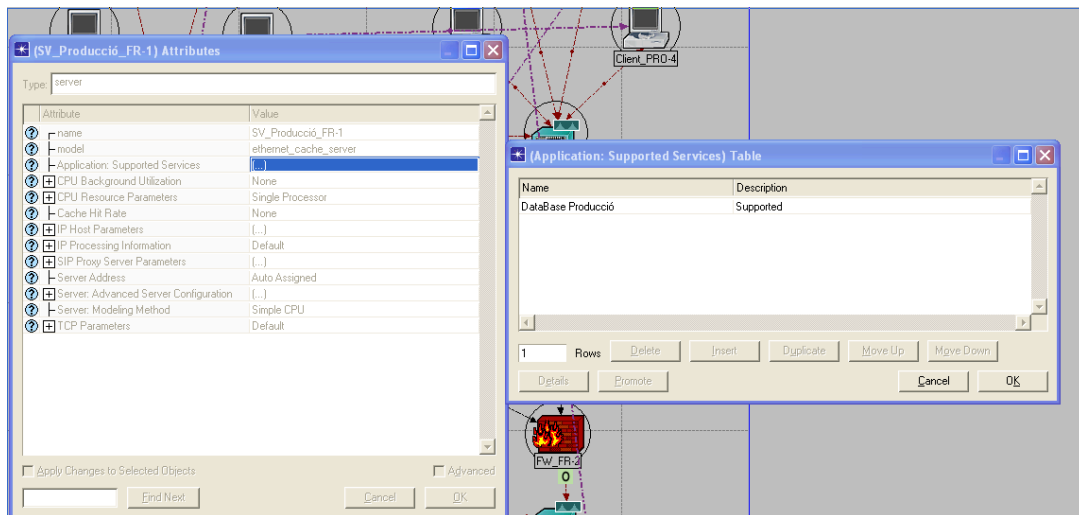 Client_PRO-4
(SV_Producció_FR-1) Attributes
Type: server
Attribute Value
name SV_Producció_FR-1
model ethernet_cache_server
Application: Supported Services (...)
CPU Background Utilization None
CPU Resource Parameters Single Processor
Cache Hit Rate None
IP Host Parameters (...)
IP Processing Information Default
SIP Proxy Server Parameters (...)
Server Address Auto Assigned
Server: Advanced Server Configuration (...)
Server: Modeling Method Simple CPU
TCP Parameters Default
Apply Changes to Selected Objects Advanced
Find Next Cancel OK
(Application: Supported Services) Table
Name Description
DataBase Producció Supported
1 Rows Delete Insert Duplicate Move Up Move Down
Details Promote Cancel OK
FW_FR-2
0